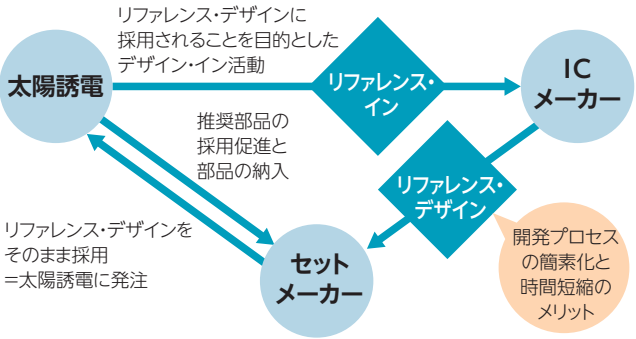 リファレンス・デザインに
採用されることを目的とした
デザイン・イン活動
太陽誘電
リファレンス・
イン
IC
メーカー
推奨部品の
採用促進と
部品の納入
リファレンス・
デザイン
リファレンス・デザインを
そのまま採用
=太陽誘電に発注
セット
メーカー
開発プロセス
の簡素化と
時間短縮の
メリット